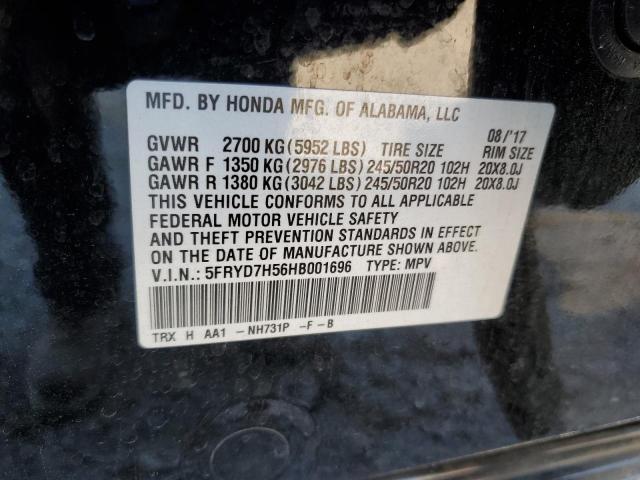 MFD. BY HONDA MFG. OF ALABAMA, LLC
08/'17
GVWR 2700 KG(5952 LBS) TIRE SIZE RIM SIZE
GAWR F 1350 KG(2976 LBS) 245/50R20 102H 20X8.0J
GAWR R 1380 KG(3042 LBS) 245/50R20 102H 20X8.0J
THIS VEHICLE CONFORMS TO ALL APPLICABLE
FEDERAL MOTOR VEHICLE SAFETY
AND THEFT PREVENTION STANDARDS IN EFFECT
ON THE DATE OF MANUFACTURE SHOWN ABOVE.
V.I.N.: 5FRYD7H56HB001696 TYPE: MPV
TRX H AA1 -NH731P -F-B